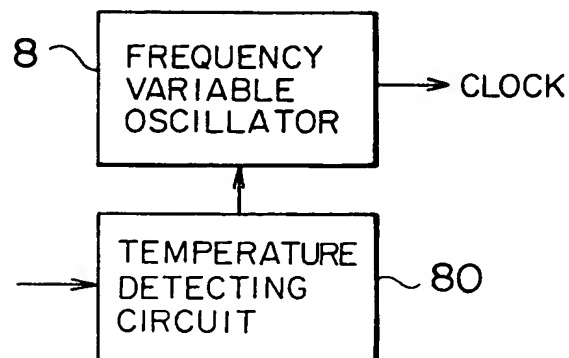 8
FREQUENCY
VARIABLE
OSCILLATOR
CLOCK
TEMPERATURE
DETECTING
CIRCUIT
80